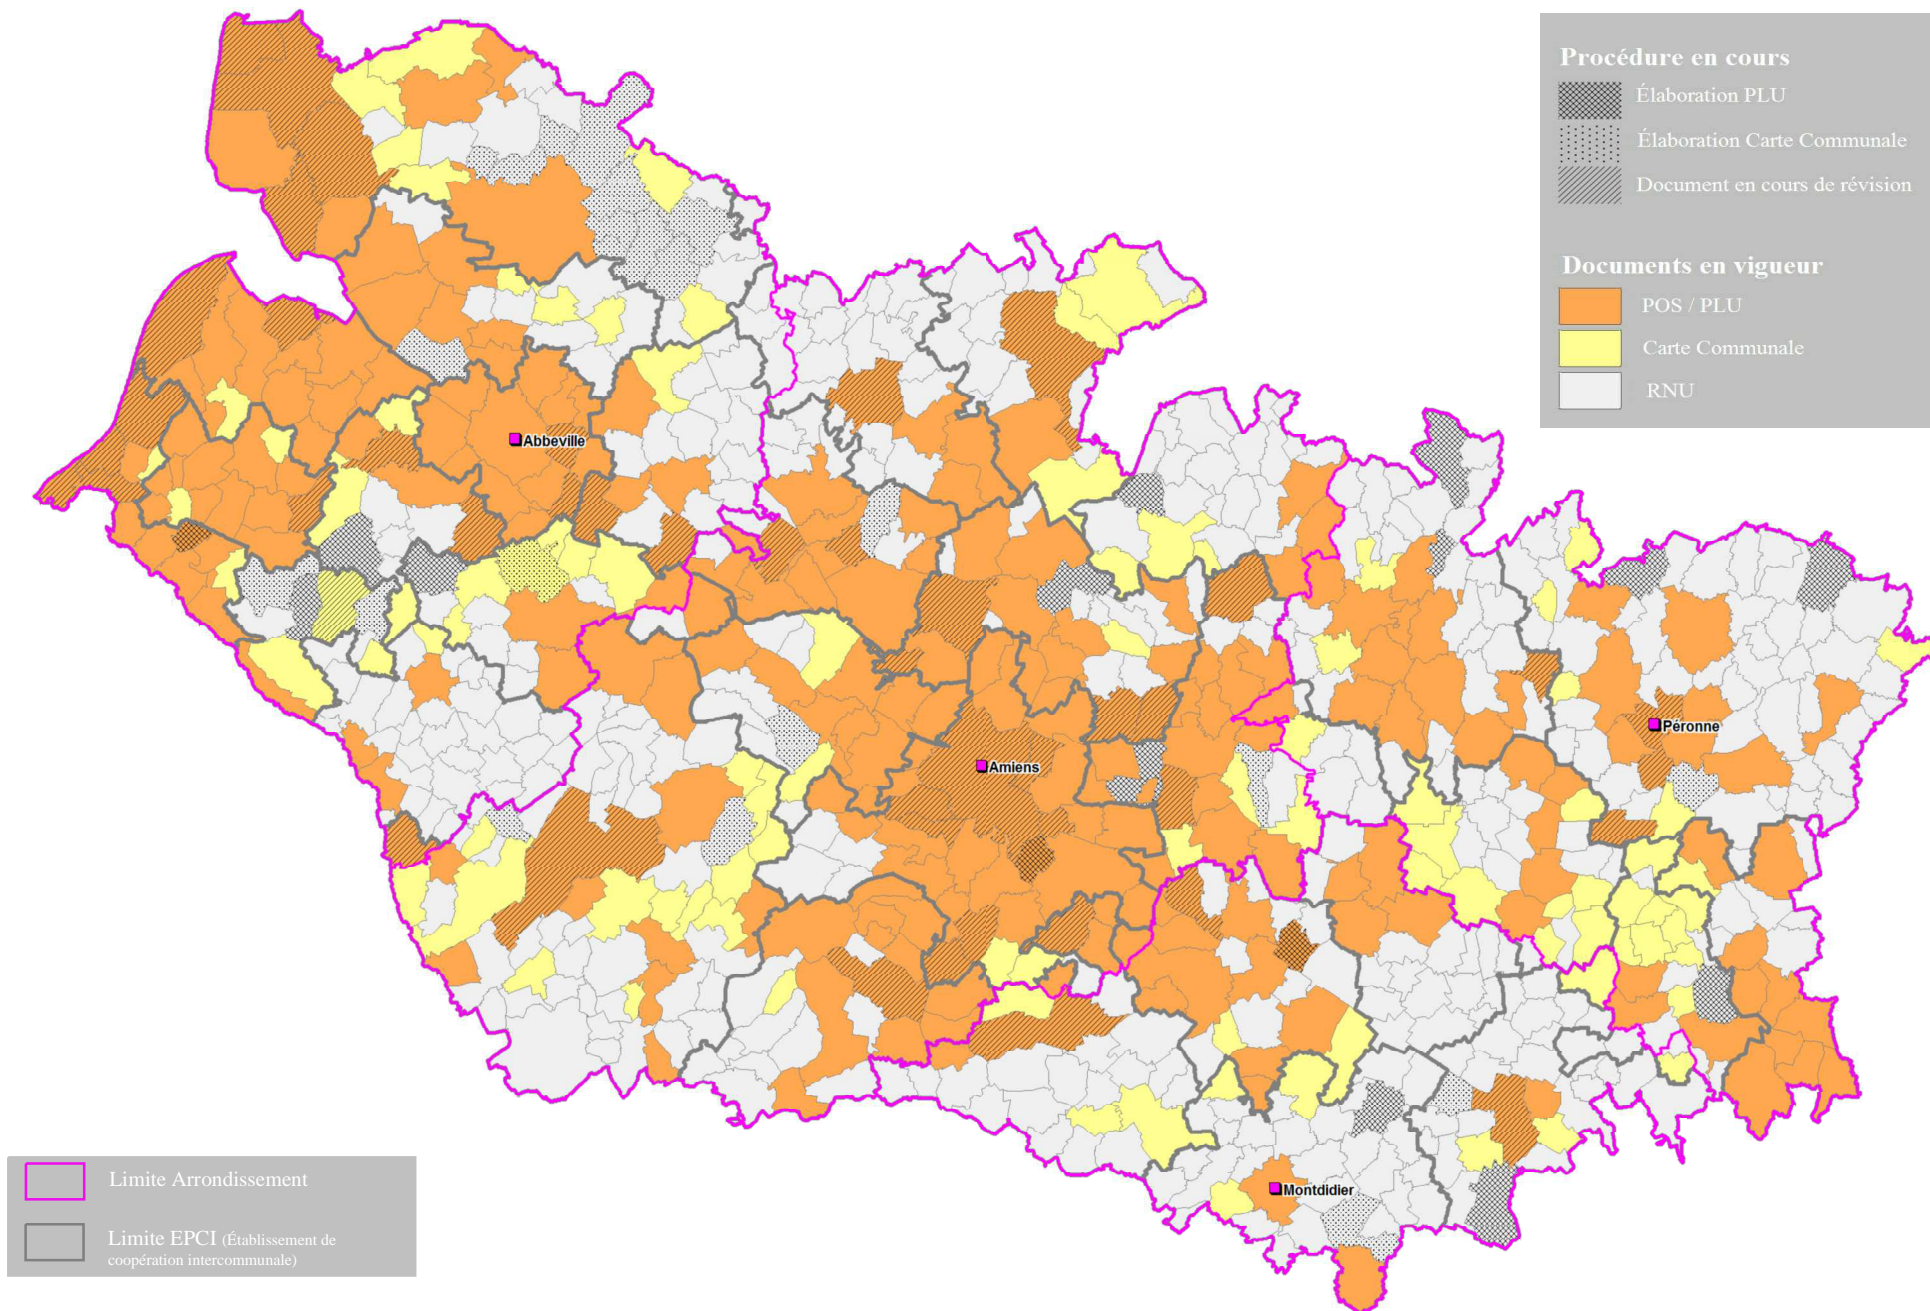 Procédure en cours
Élaboration PLU
Élaboration Carte Communale
Document en cours de révision
Documents en vigueur
POS / PLU
Carte Communale
RNU
Abbeville
Péronne
Amiens
Montdidier
Limite Arrondissement
Limite EPCI (Établissement de
coopération intercommunale)